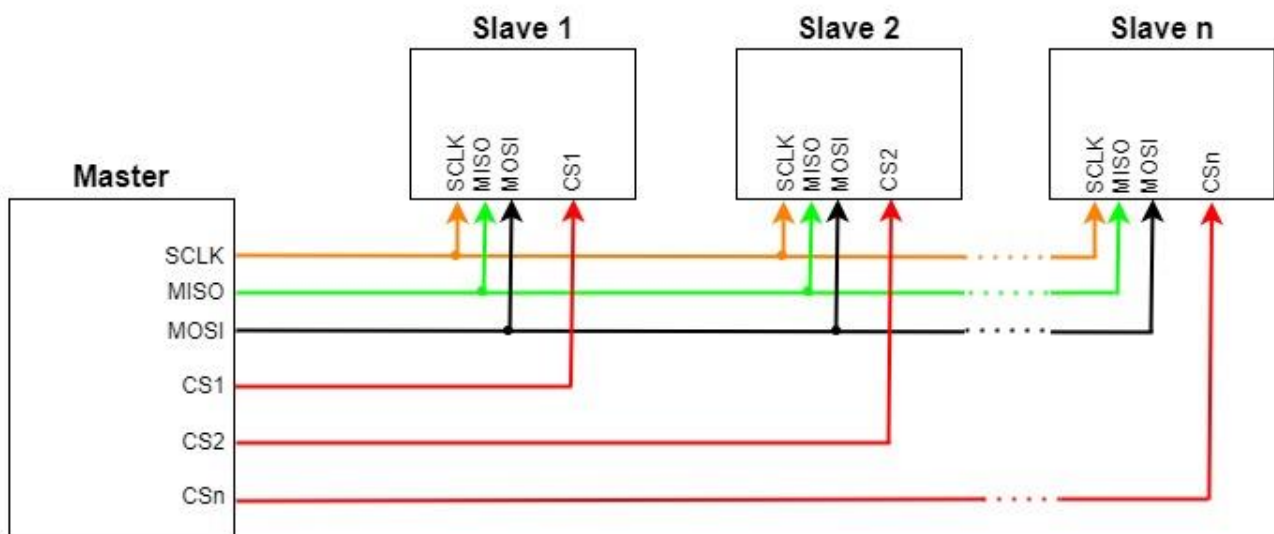 Slave 1
Slave 2
Slave n
SCLK
MISO
MOSI
CS1
SCLK
MISO
MOSI
CS2
SCLK
MISO
MOSI
CSn
Master
SCLK
MISO
MOSI
CS1
CS2
CSn